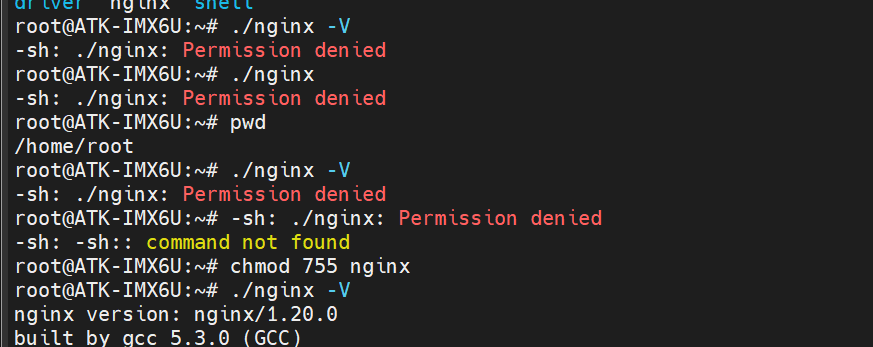 driver nginx shell
root@ATK-IMX6U:~# ./nginx -V
-sh: ./nginx: Permission denied
root@ATK-IMX6U:~# ./nginx
-sh: ./nginx: Permission denied
root@ATK-IMX6U:~# pwd
/home/root
root@ATK-IMX6U:~# ./nginx -V
-sh: ./nginx: Permission denied
root@ATK-IMX6U:~# -sh: ./nginx: Permission denied
-sh: -sh:: command not found
root@ATK-IMX6U:~# chmod 755 nginx
root@ATK-IMX6U:~# ./nginx -V
nginx version: nginx/1.20.0
built by gcc 5.3.0 (GCC)